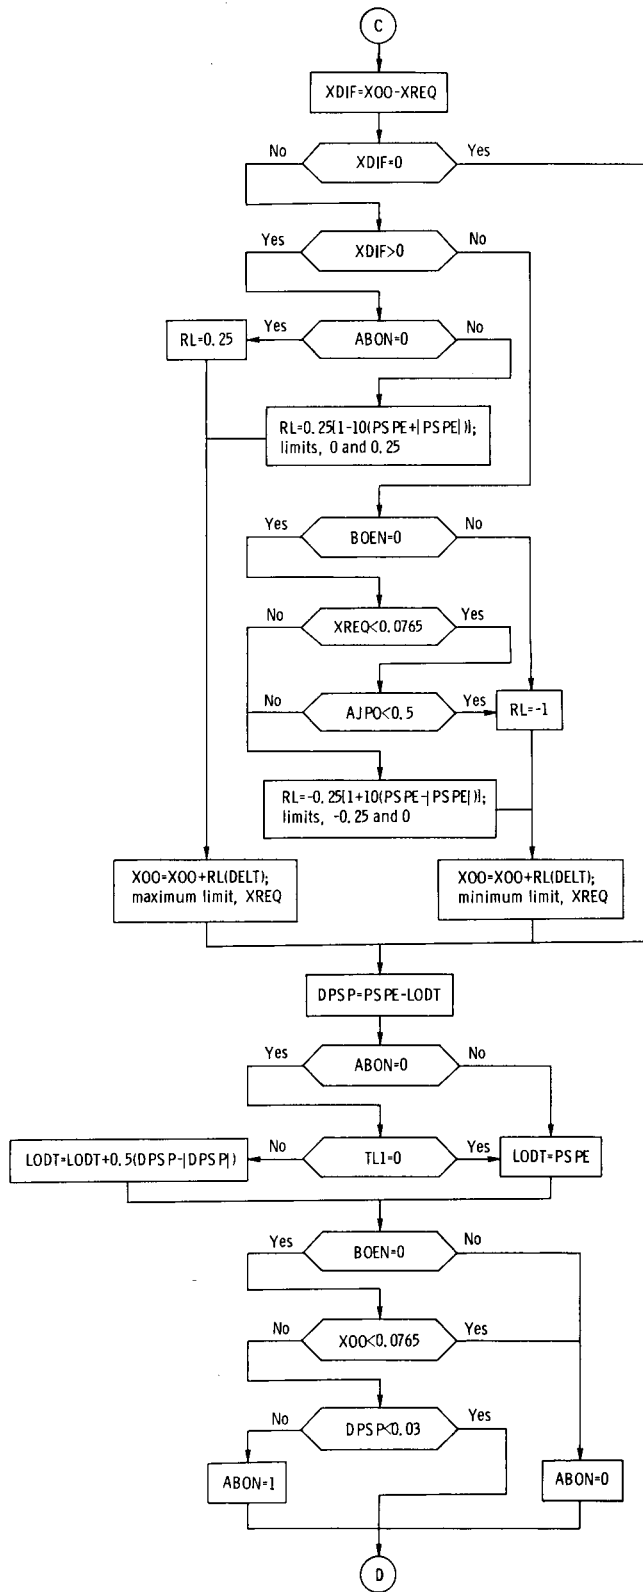 C
XDIF=XOO-XREQ
No
XDIF=0
Yes
Yes
XDIF>0
No
RL=0.25
Yes
ABON=0
No
RL=0.25[1-10(PSPE+|PSPE|)];
limits, 0 and 0.25
Yes
BOEN=0
No
No
XREQ<0.0765
Yes
No
AJPO<0.5
Yes
RL=-1
RL=-0.25[1+10(PSPE-|PSPE|)];
limits, -0.25 and 0
XOO=XOO+RL(DELT);
maximum limit, XREQ
XOO=XOO+RL(DELT);
minimum limit, XREQ
DPSP=PSPE-LODT
Yes
ABON=0
No
LODT=LODT+0.5(DPSP-|DPSP|)
No
TL1=0
Yes
LODT=PSPE
Yes
BOEN=0
No
No
XOO<0.0765
Yes
No
DPSP<0.03
Yes
ABON=1
ABON=0
D